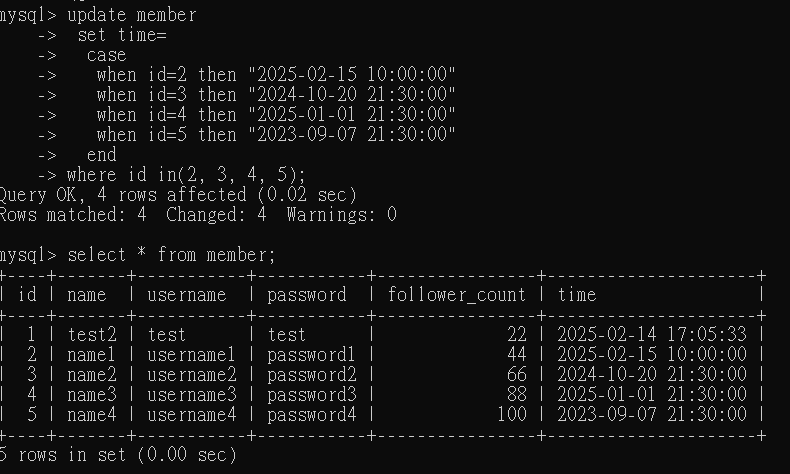 mysql> update member
    ->  set time=
    ->   case
    ->    when id=2 then "2025-02-15 10:00:00"
    ->    when id=3 then "2024-10-20 21:30:00"
    ->    when id=4 then "2025-01-01 21:30:00"
    ->    when id=5 then "2023-09-07 21:30:00"
    ->   end
    -> where id in(2, 3, 4, 5);
Query OK, 4 rows affected (0.02 sec)
Rows matched: 4  Changed: 4  Warnings: 0

mysql> select * from member;
+----+-------+-----------+-----------+----------------+---------------------+
| id | name  | username  | password  | follower_count | time                |
+----+-------+-----------+-----------+----------------+---------------------+
|  1 | test2 | test      | test      |             22 | 2025-02-14 17:05:33 |
|  2 | name1 | username1 | password1 |             44 | 2025-02-15 10:00:00 |
|  3 | name2 | username2 | password2 |             66 | 2024-10-20 21:30:00 |
|  4 | name3 | username3 | password3 |             88 | 2025-01-01 21:30:00 |
|  5 | name4 | username4 | password4 |            100 | 2023-09-07 21:30:00 |
+----+-------+-----------+-----------+----------------+---------------------+
5 rows in set (0.00 sec)